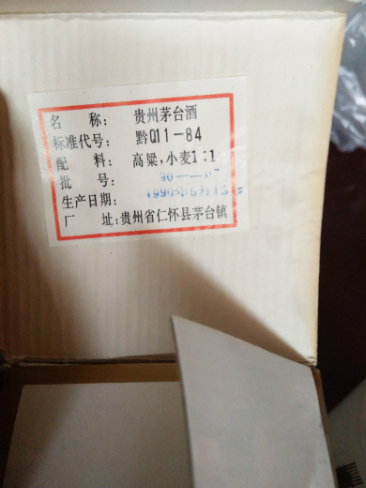 名 称: 贵州茅台酒
标准代号: 黔Q11-84
配 料: 高粱,小麦1:1
批 号: 90
生产日期:
厂 址: 贵州省仁怀县茅台镇